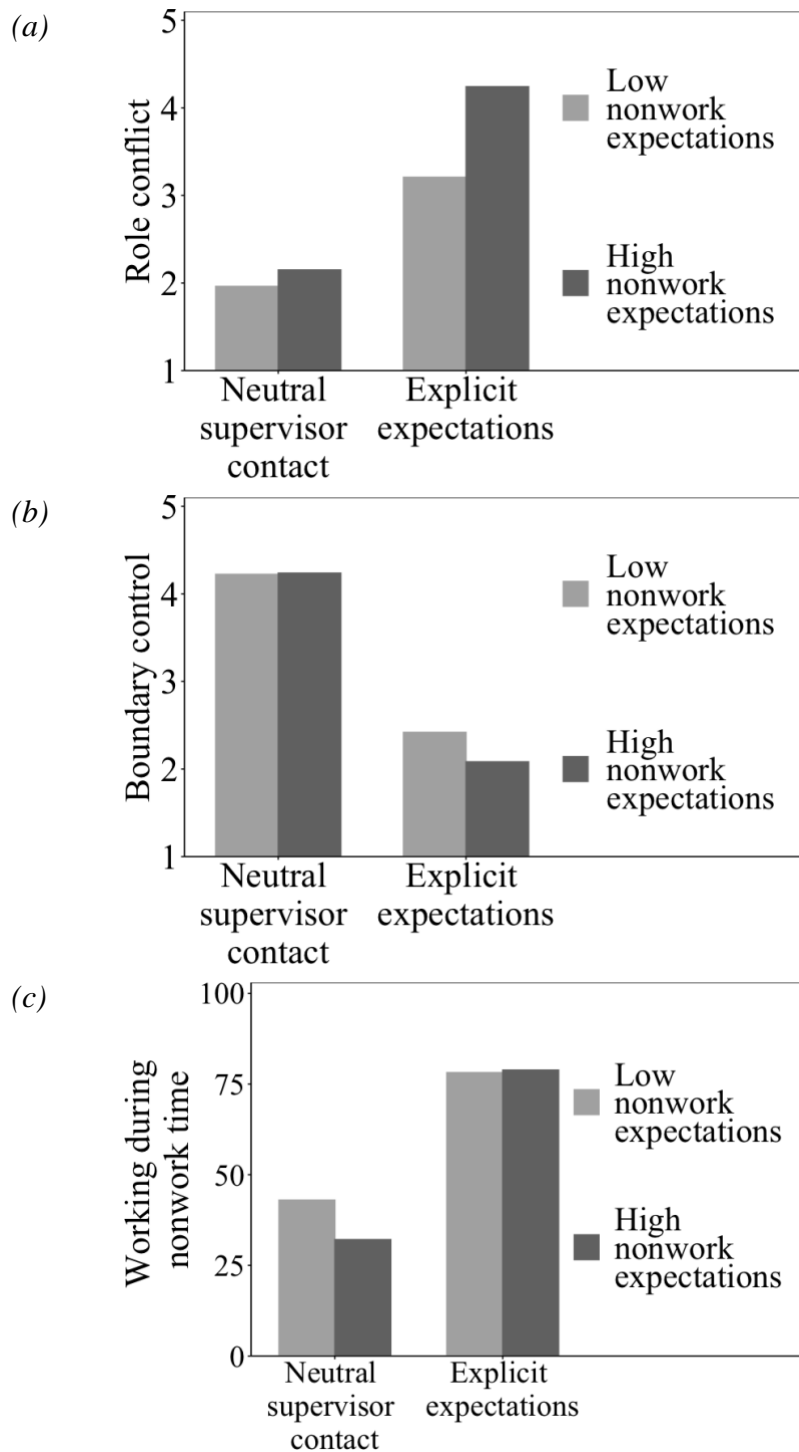 (a)
Role conflict
5
4
3
2
1
Neutral
supervisor
contact
Explicit
expectations
Low
nonwork
expectations
High
nonwork
expectations
(b)
Boundary control
5
4
3
2
1
Neutral
supervisor
contact
Explicit
expectations
Low
nonwork
expectations
High
nonwork
expectations
(c)
Working during
nonwork time
100
75
50
25
0
Neutral
supervisor
contact
Explicit
expectations
Low
nonwork
expectations
High
nonwork
expectations